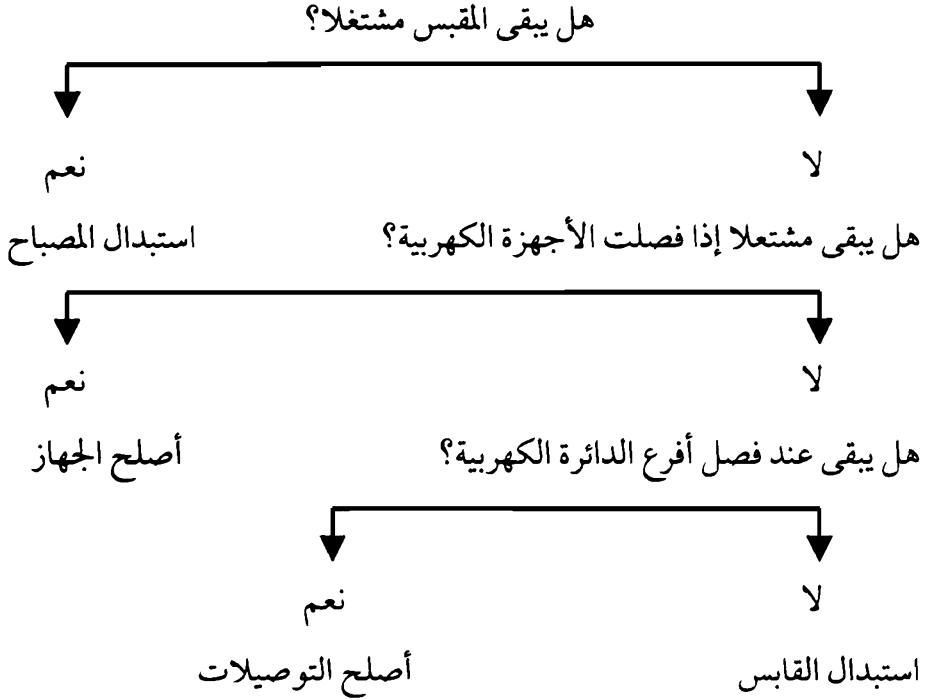 هل يبقى المقبس مشتغلا؟
لا
نعم
هل يبقى مشتعلا إذا فصلت الأجهزة الكهربية؟
استبدال المصباح
لا
نعم
هل يبقى عند فصل أفرع الدائرة الكهربية؟
أصلح الجهاز
لا
نعم
استبدال القابس
أصلح التوصيلات